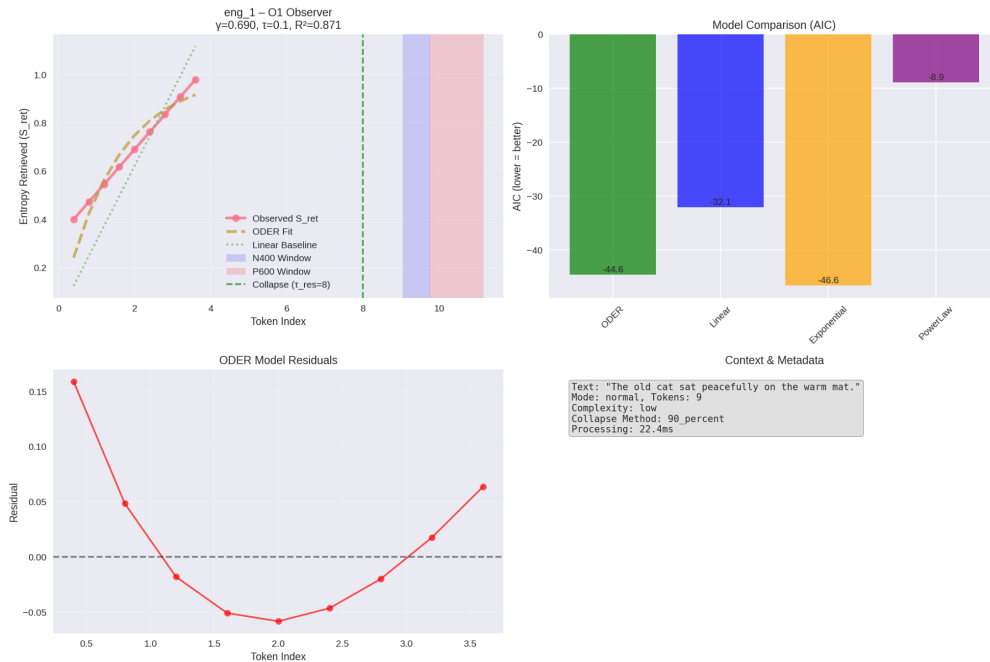 eng_1 – O1 Observer
γ=0.690, τ=0.1, R²=0.871
Entropy Retrieved (S_ret)
1.0
0.8
0.6
0.4
0.2
Observed S_ret
ODER Fit
Linear Baseline
N400 Window
P600 Window
Collapse (τ_res=8)
0
2
4
6
8
10
Token Index
Model Comparison (AIC)
AIC (lower = better)
0
−10
−20
−30
−40
-44.6
-32.1
-46.6
-8.9
ODER
Linear
Exponential
PowerLaw
ODER Model Residuals
Residual
0.15
0.10
0.05
0.00
−0.05
0.5
1.0
1.5
2.0
2.5
3.0
3.5
Token Index
Context & Metadata
Text: "The old cat sat peacefully on the warm mat."
Mode: normal, Tokens: 9
Complexity: low
Collapse Method: 90_percent
Processing: 22.4ms